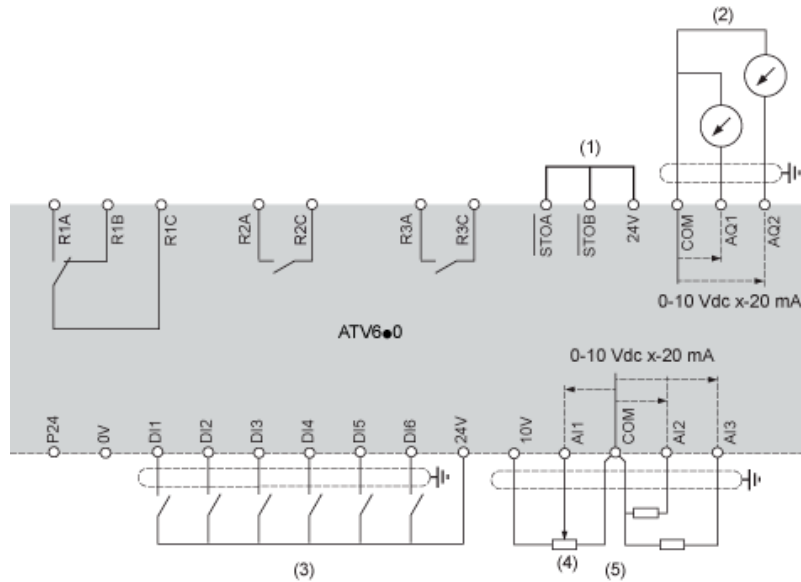 (2)
(1)
R1A
R1B
R1C
R2A
R2C
R3A
R3C
STOA
STOB
24V
COM
AQ1
AQ2
0-10 Vdc x-20 mA
ATV6●0
0-10 Vdc x-20 mA
P24
0V
DI1
DI2
DI3
DI4
DI5
DI6
24V
10V
AI1
COM
AI2
AI3
(3)
(4)
(5)